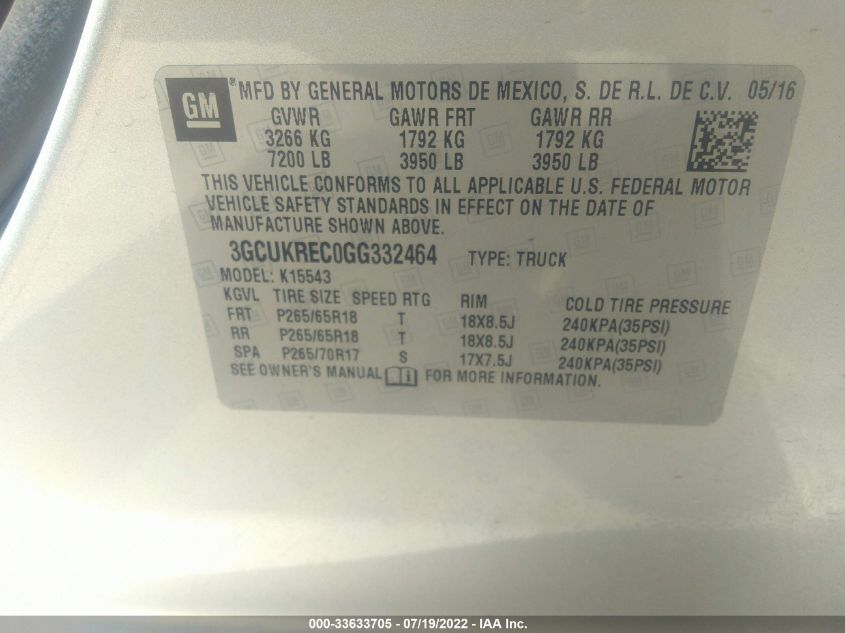 GM
® MFD BY GENERAL MOTORS DE MEXICO, S. DE R.L. DE C.V. 05/16
GVWR GAWR FRT GAWR RR
3266 KG 1792 KG 1792 KG
7200 LB 3950 LB 3950 LB
THIS VEHICLE CONFORMS TO ALL APPLICABLE U.S. FEDERAL MOTOR
VEHICLE SAFETY STANDARDS IN EFFECT ON THE DATE OF
MANUFACTURE SHOWN ABOVE.
3GCUKREC0GG332464 TYPE: TRUCK
MODEL: K15543
KGVL TIRE SIZE SPEED RTG RIM COLD TIRE PRESSURE
FRT P265/65R18 T 18X8.5J 240KPA(35PSI)
RR P265/65R18 T 18X8.5J 240KPA(35PSI)
SPA P265/70R17 S 17X7.5J 240KPA(35PSI)
SEE OWNER'S MANUAL FOR MORE INFORMATION.
000-33633705 - 07/19/2022 - IAA Inc.